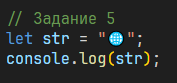 // Задание 5
let str = "🌐";
console.log(str);